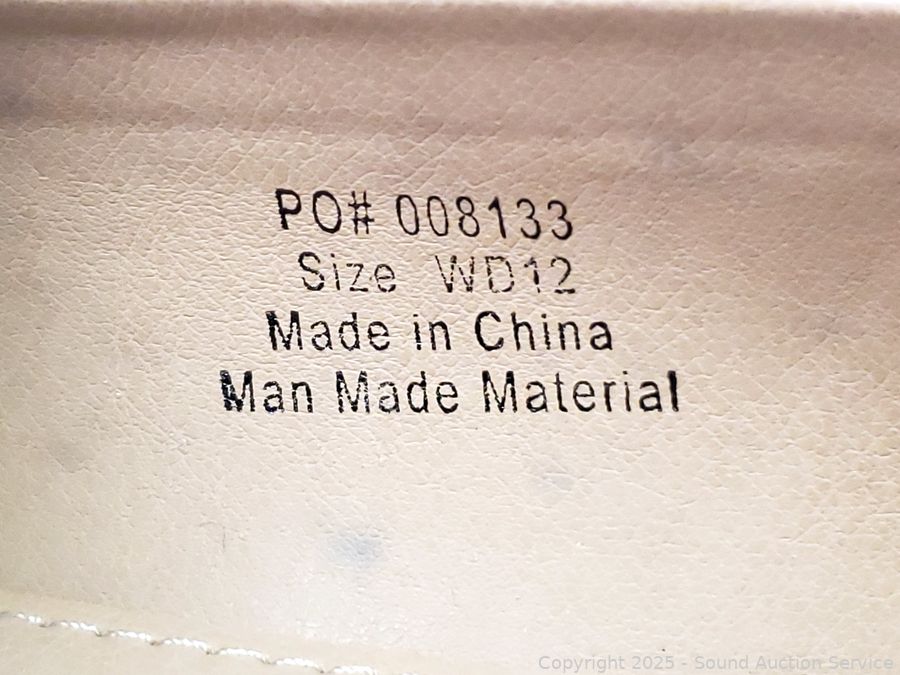 PO# 008133
Size WD12
Made in China
Man Made Material
Copyright 2025 - Sound Auction Service